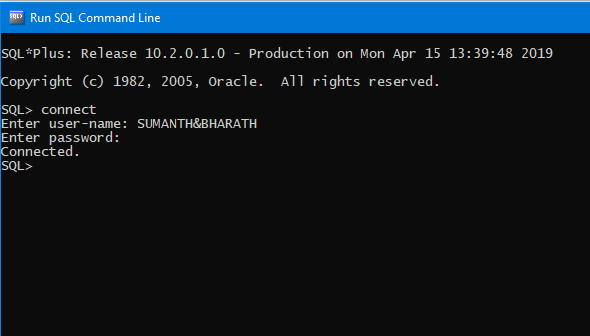 Run SQL Command Line
SQL*Plus: Release 10.2.0.1.0 - Production on Mon Apr 15 13:39:48 2019
Copyright (c) 1982, 2005, Oracle.  All rights reserved.
SQL> connect
Enter user-name: SUMANTH&BHARATH
Enter password:
Connected.
SQL>